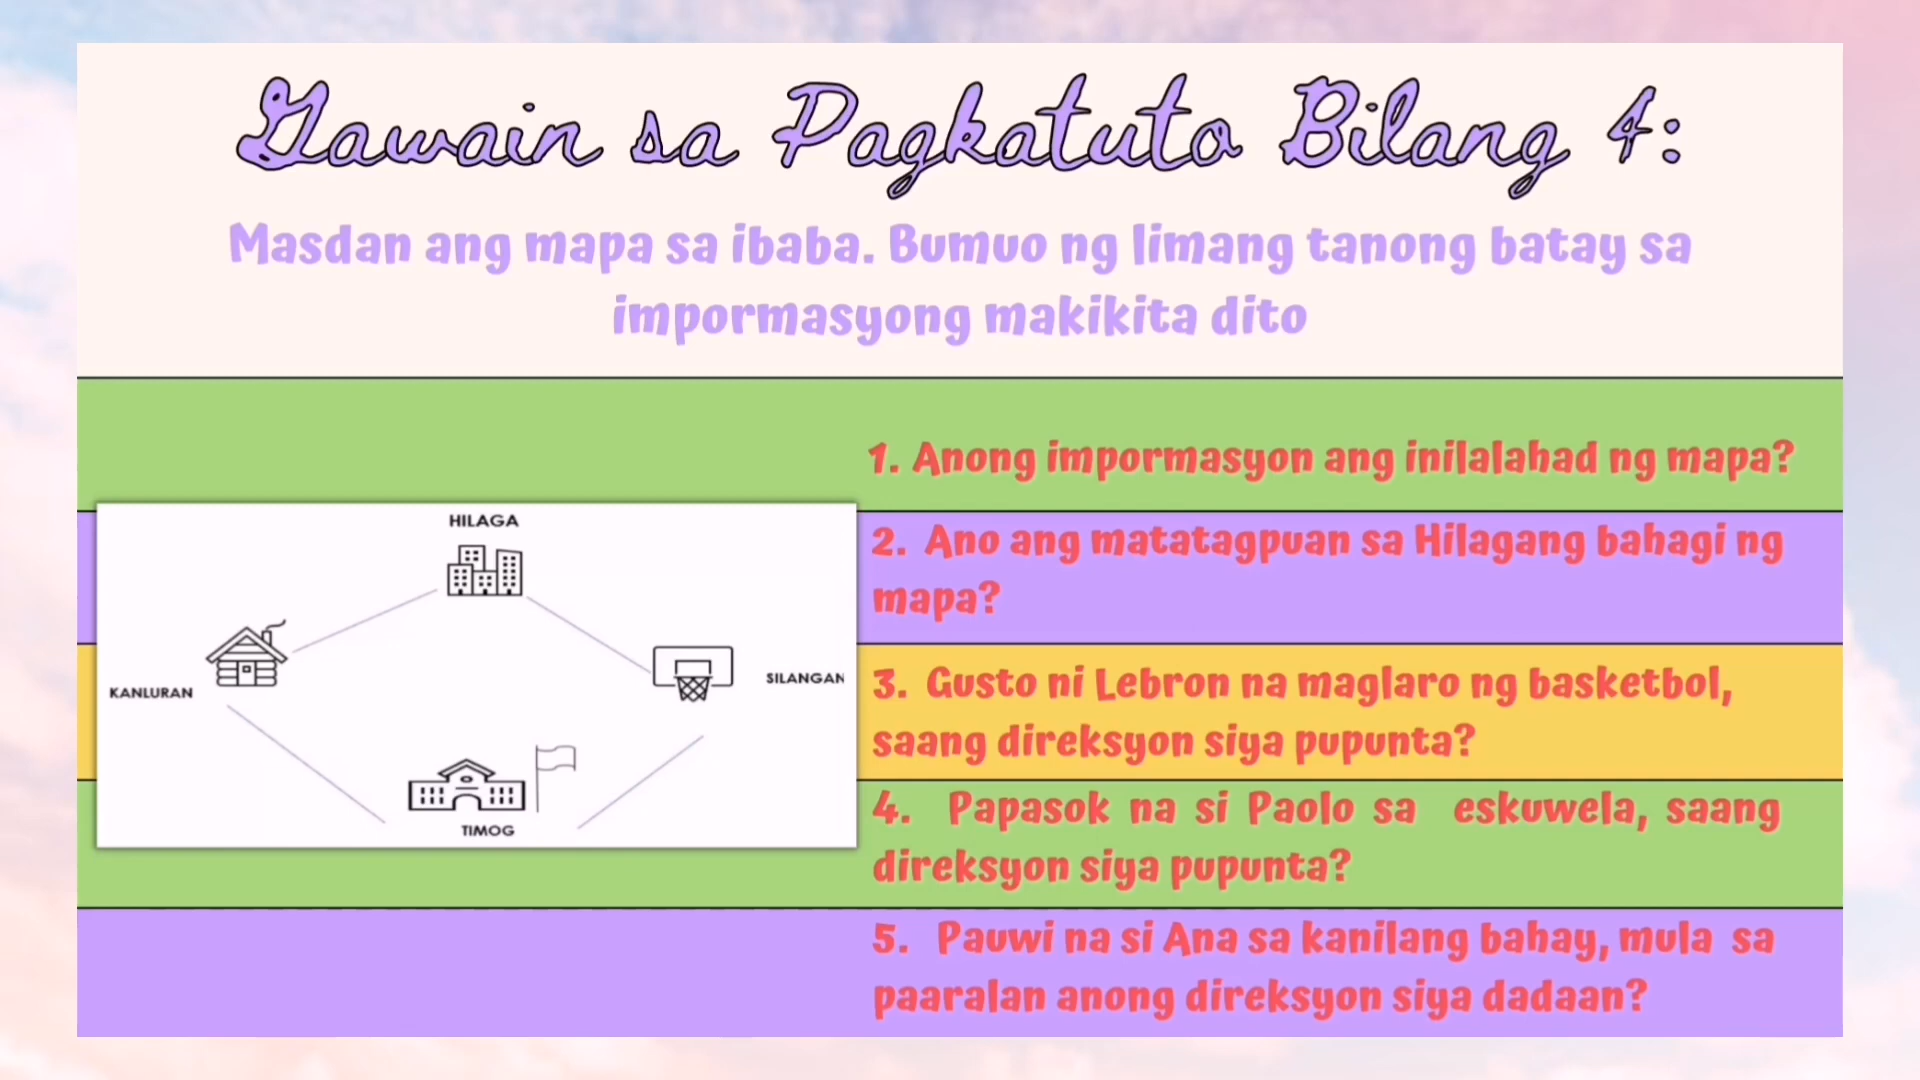 Gawain sa Pagkatuto Bilang 4:
Masdan ang mapa sa ibaba. Bumuo ng limang tanong batay sa
impormasyong makikita dito
HILAGA
KANLURAN
SILANGAN
TIMOG
1. Anong impormasyon ang inilalahad ng mapa?
2. Ano ang matatagpuan sa Hilagang bahagi ng
mapa?
3. Gusto ni Lebron na maglaro ng basketbol,
saang direksyon siya pupunta?
4. Papasok na si Paolo sa eskuwela, saang
direksyon siya pupunta?
5. Pauwi na si Ana sa kanilang bahay, mula sa
paaralan anong direksyon siya dadaan?